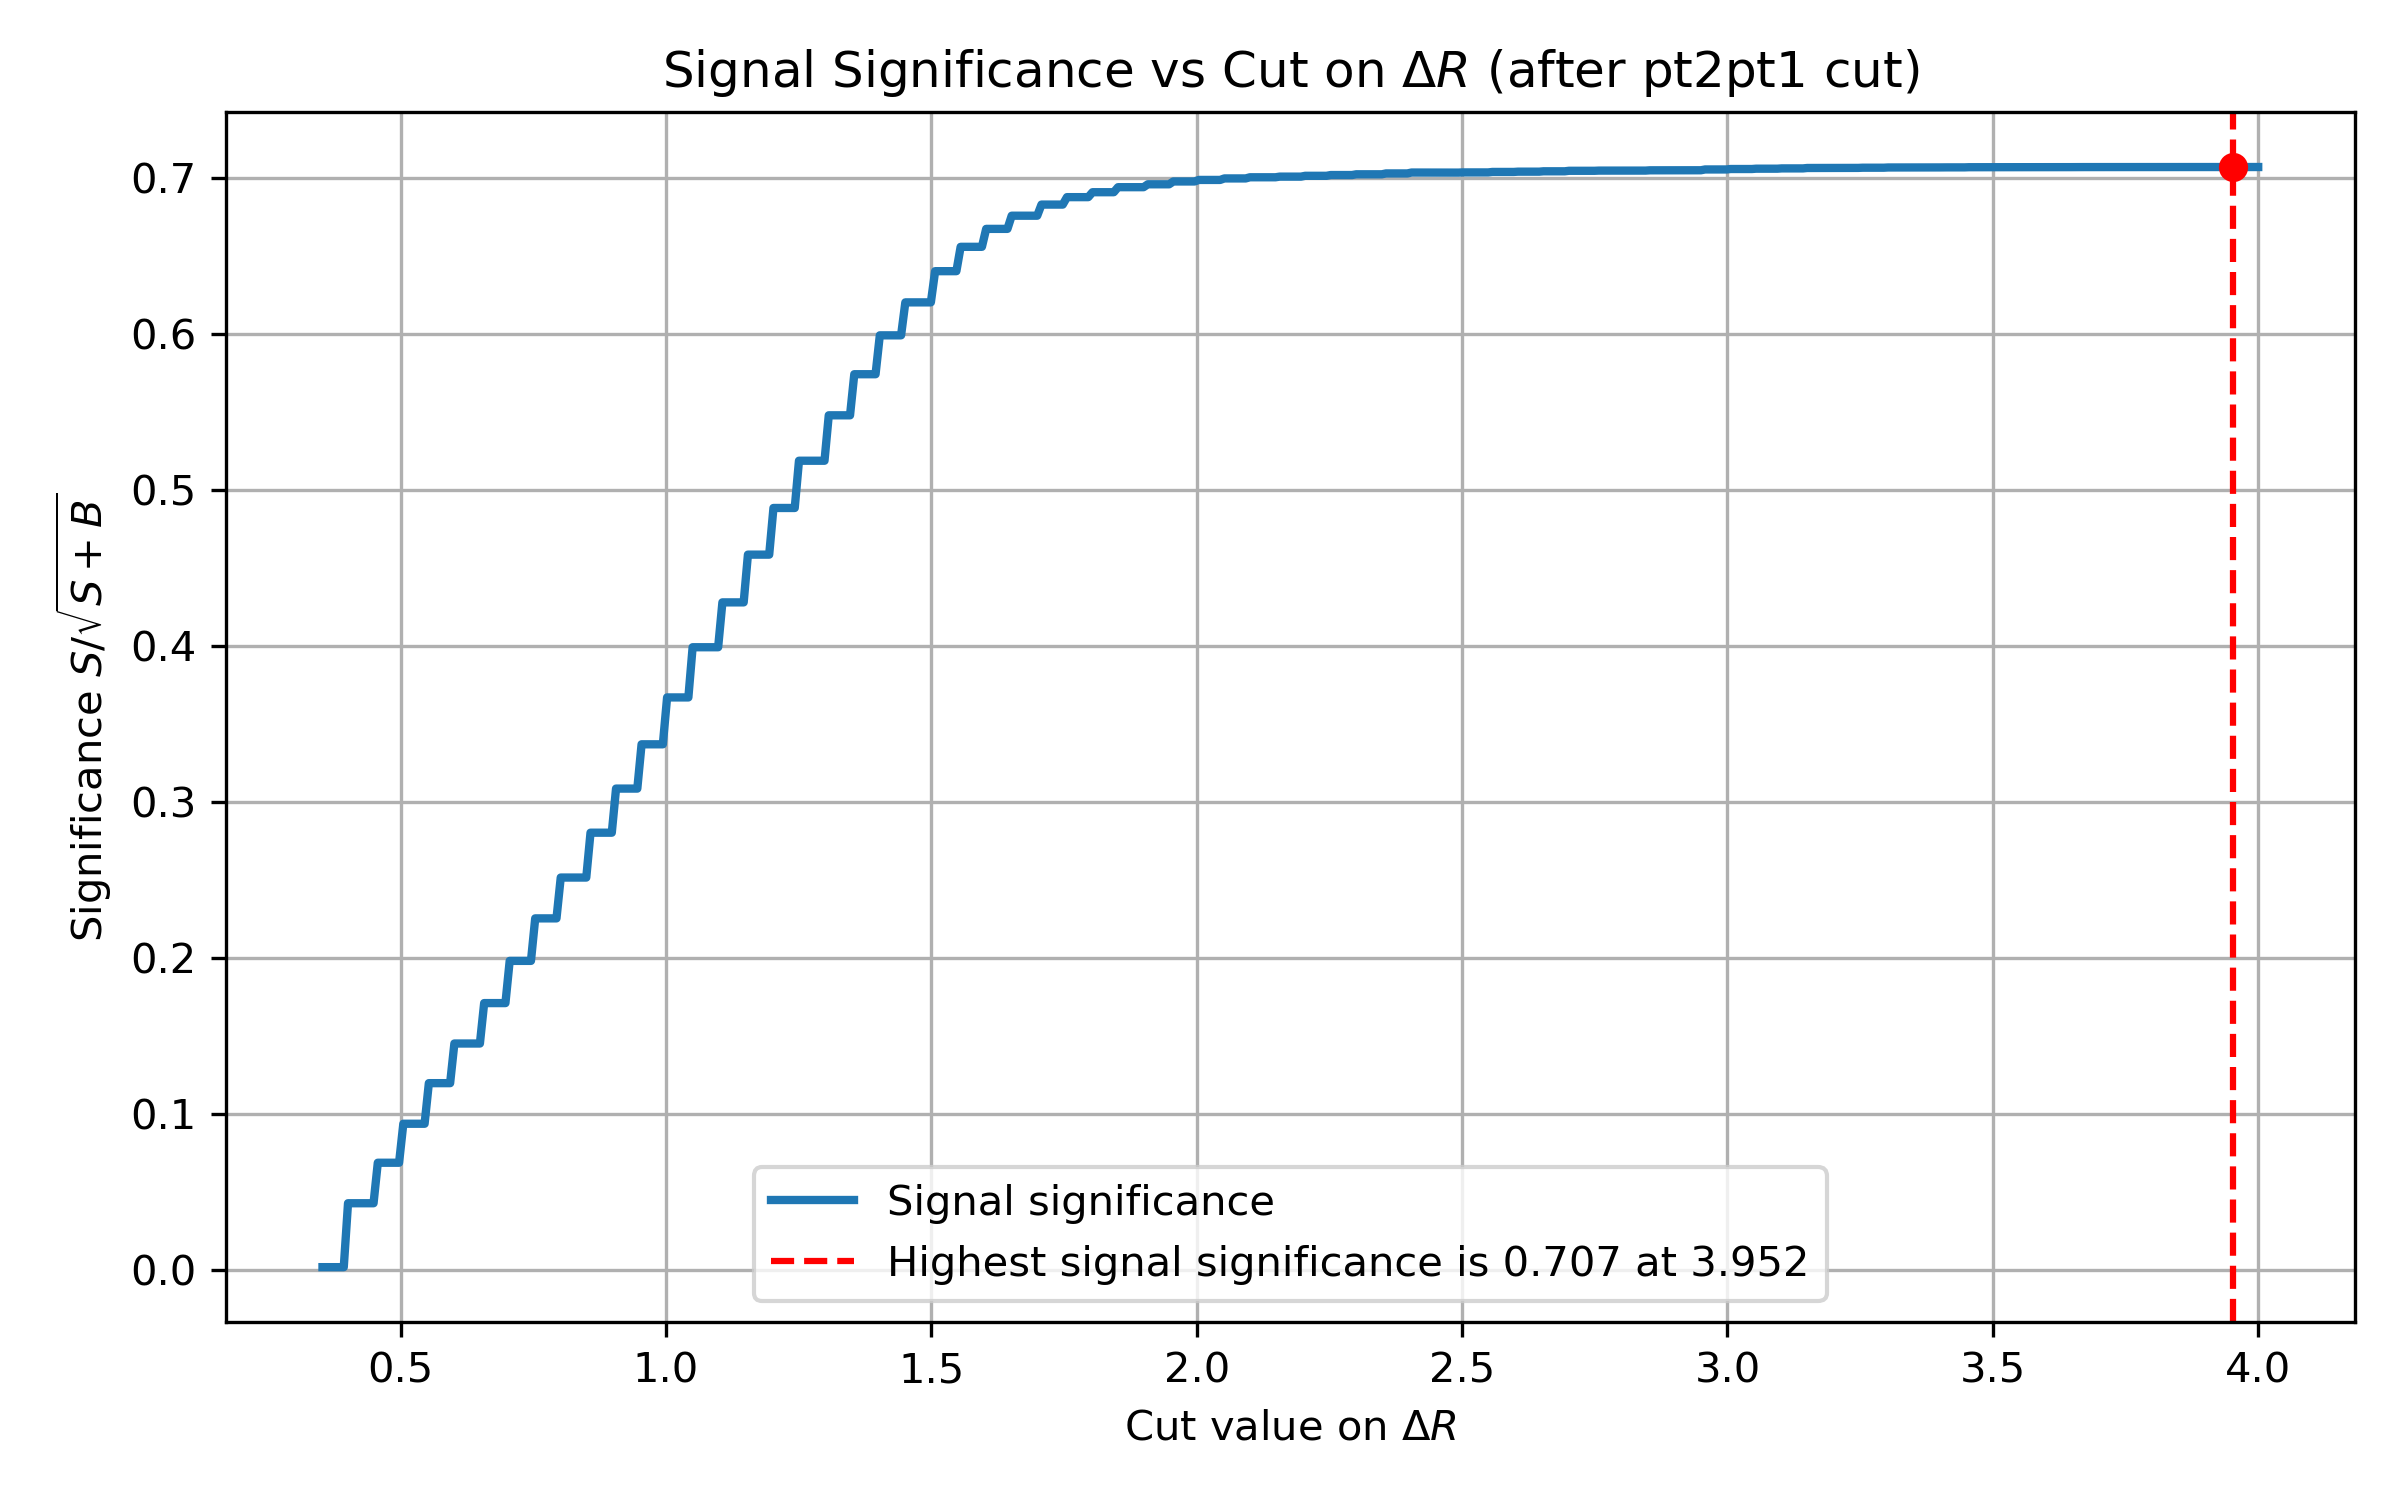 Signal Significance vs Cut on ΔR (after pt2pt1 cut)
Significance S/√S + B
0.7
0.6
0.5
0.4
0.3
0.2
0.1
0.0
Signal significance
Highest signal significance is 0.707 at 3.952
0.5 1.0 1.5 2.0 2.5 3.0 3.5 4.0
Cut value on ΔR